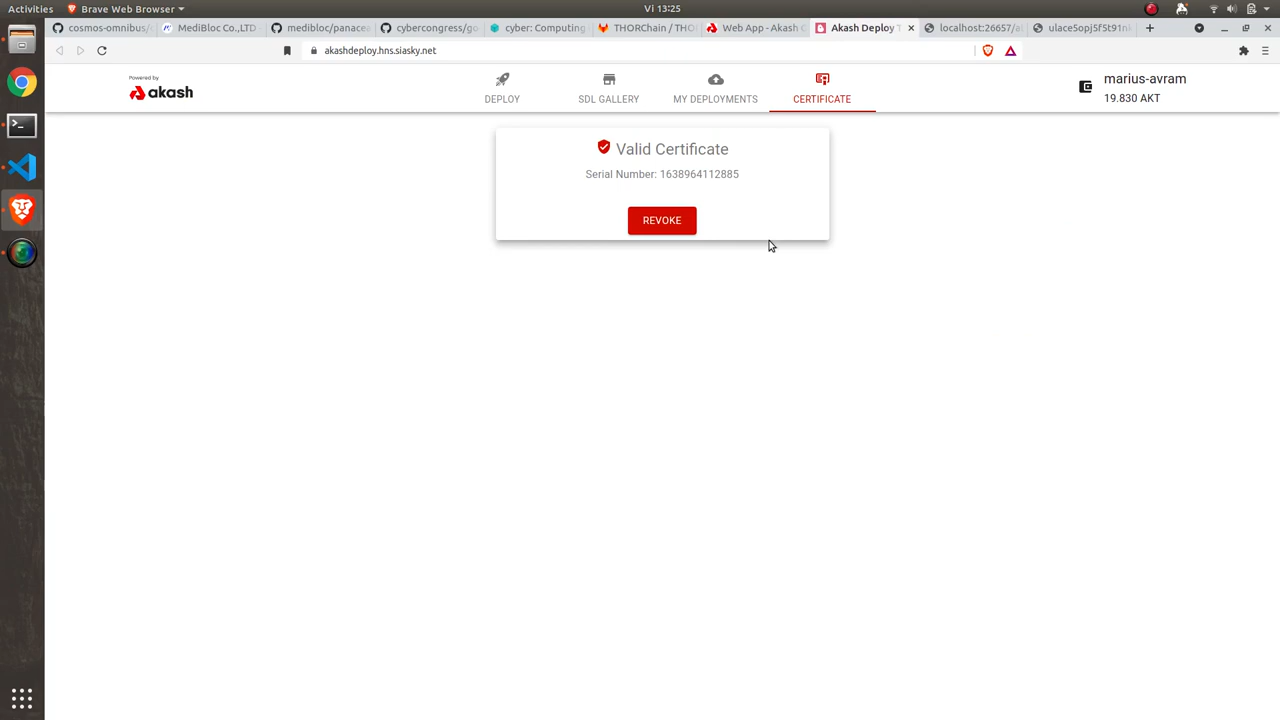 Activities
Brave Web Browser
Vi 13:25
cosmos-omnibus/
MediBloc Co.,LTD
medibloc/panacea
cybercongress/go
cyber: Computing
THORChain / THO
Web App - Akash
Akash Deploy T
localhost:26657/
akashdeploy.hns.siasky.net
Powered by
akash
DEPLOY
SDL GALLERY
MY DEPLOYMENTS
CERTIFICATE
marius-avram
19.830 AKT
Valid Certificate
Serial Number: 1638964112885
REVOKE